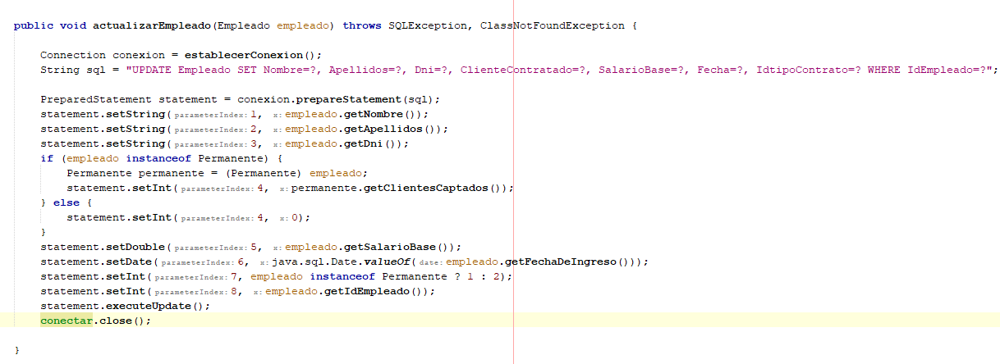 public void actualizarEmpleado(Empleado empleado) throws SQLException, ClassNotFoundException {
Connection conexion = establecerConexion();
String sql = "UPDATE Empleado SET Nombre=?, Apellidos=?, Dni=?, ClienteContratado=?, SalarioBase=?, Fecha=?, IdtipoContrato=? WHERE IdEmpleado=?";
PreparedStatement statement = conexion.prepareStatement(sql);
statement.setString( parameterIndex: 1, x: empleado.getNombre());
statement.setString( parameterIndex: 2, x: empleado.getApellidos());
statement.setString( parameterIndex: 3, x: empleado.getDni());
if (empleado instanceof Permanente) {
Permanente permanente = (Permanente) empleado;
statement.setInt( parameterIndex: 4, x: permanente.getClientesCaptados());
} else {
statement.setInt( parameterIndex: 4, x: 0);
}
statement.setDouble( parameterIndex: 5, x: empleado.getSalarioBase());
statement.setDate( parameterIndex: 6, x: java.sql.Date.valueOf( date: empleado.getFechaDeIngreso()));
statement.setInt( parameterIndex: 7, empleado instanceof Permanente ? 1 : 2);
statement.setInt( parameterIndex: 8, x: empleado.getIdEmpleado());
statement.executeUpdate();
conectar.close();
}